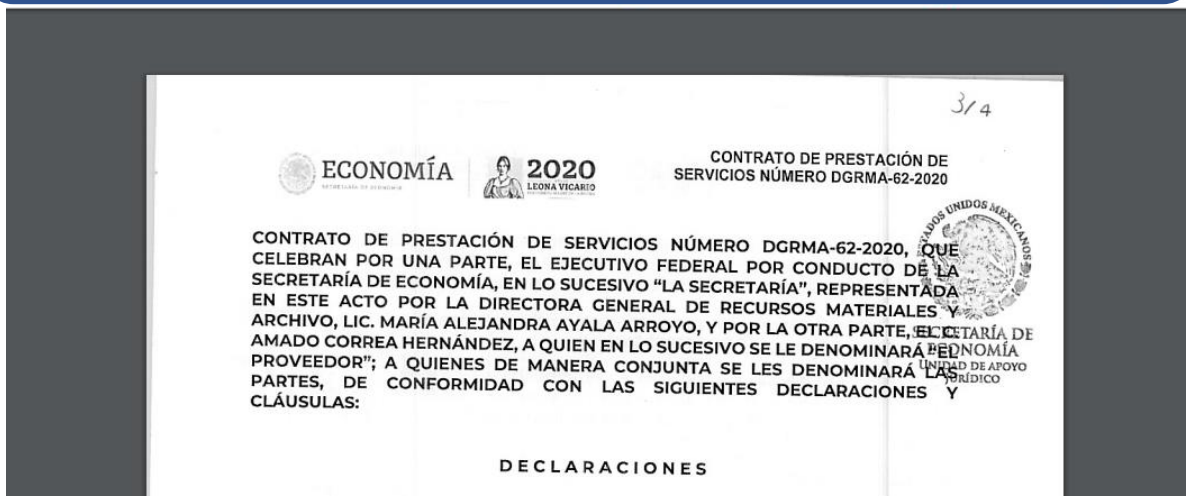 3/4
ECONOMÍA
SECRETARÍA DE ECONOMÍA
2020
LEONA VICARIO
CONTRATO DE PRESTACIÓN DE
SERVICIOS NÚMERO DGRMA-62-2020
ESTADOS UNIDOS MEXICANOS
CONTRATO DE PRESTACIÓN DE SERVICIOS NÚMERO DGRMA-62-2020, QUE
CELEBRAN POR UNA PARTE, EL EJECUTIVO FEDERAL POR CONDUCTO DE LA
SECRETARÍA DE ECONOMÍA, EN LO SUCESIVO “LA SECRETARÍA”, REPRESENTADA
EN ESTE ACTO POR LA DIRECTORA GENERAL DE RECURSOS MATERIALES Y
ARCHIVO, LIC. MARÍA ALEJANDRA AYALA ARROYO, Y POR LA OTRA PARTE, EL C.
AMADO CORREA HERNÁNDEZ, A QUIEN EN LO SUCESIVO SE LE DENOMINARÁ “EL
PROVEEDOR”; A QUIENES DE MANERA CONJUNTA SE LES DENOMINARÁ LAS
PARTES, DE CONFORMIDAD CON LAS SIGUIENTES DECLARACIONES Y
CLÁUSULAS:
SECRETARÍA DE
ECONOMÍA
UNIDAD DE APOYO
JURÍDICO
DECLARACIONES